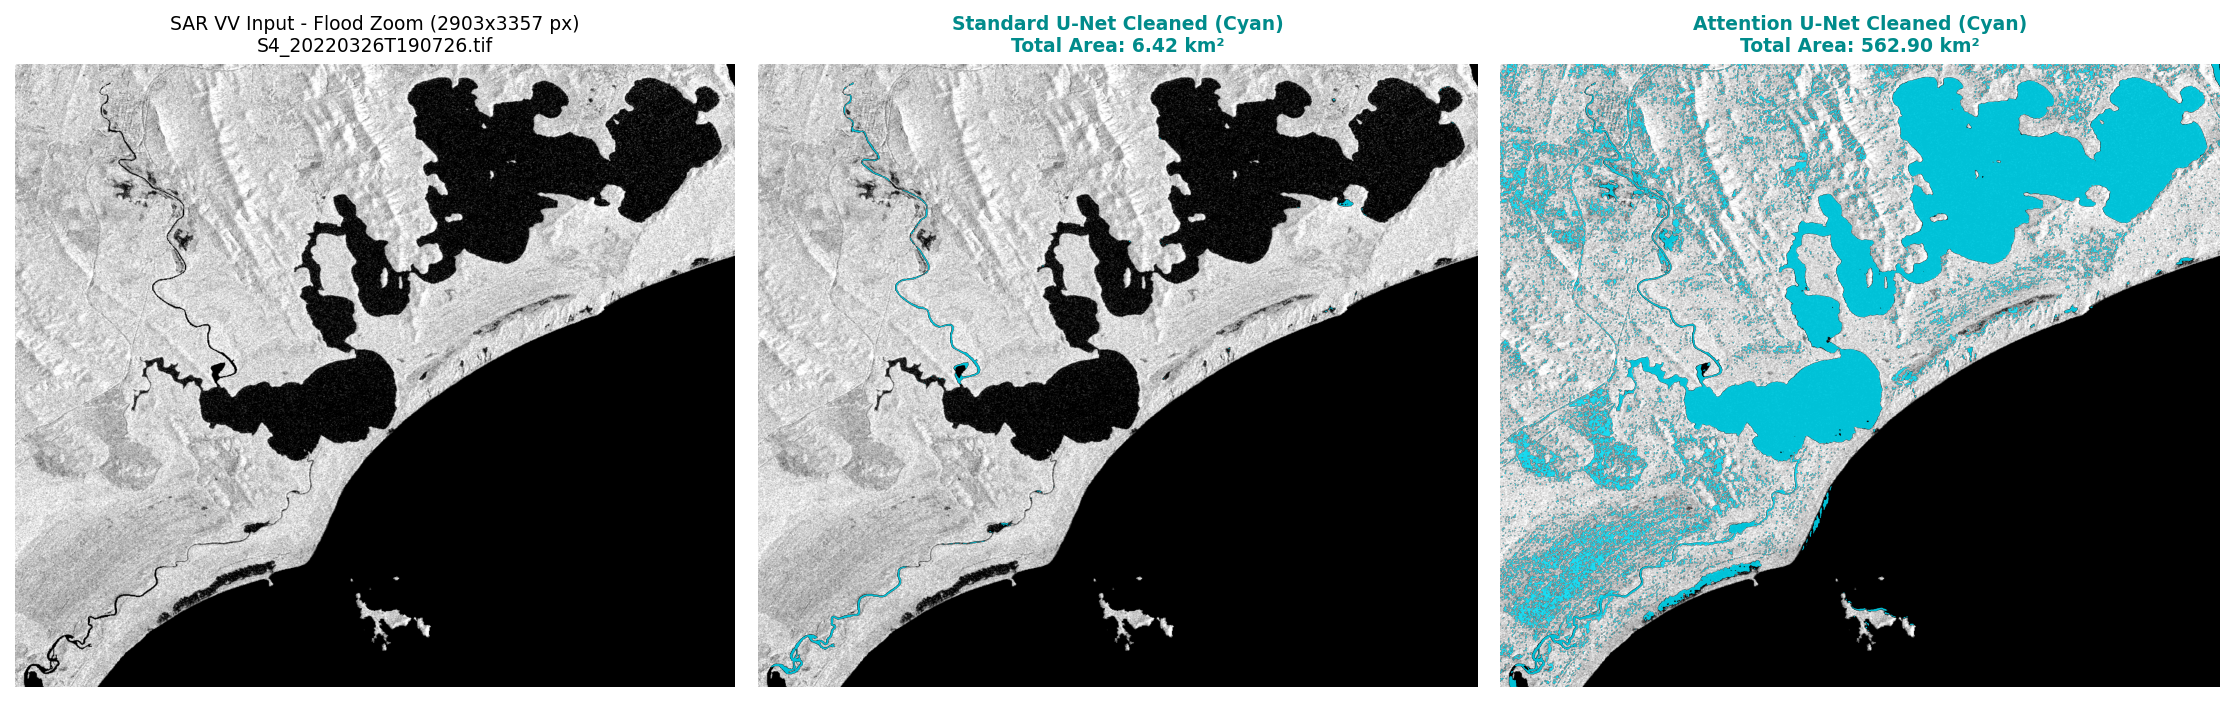 SAR VV Input - Flood Zoom (2903x3357 px)
S4_20220326T190726.tif
Standard U-Net Cleaned (Cyan)
Total Area: 6.42 km²
Attention U-Net Cleaned (Cyan)
Total Area: 562.90 km²